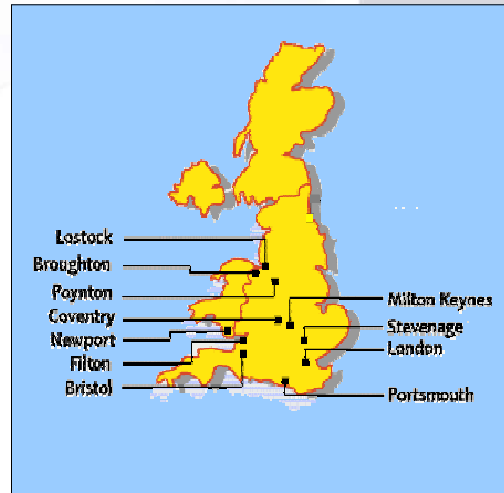 Lostock
Broughton
Poynton
Coventry
Newport
Filton
Bristol
Milton Keynes
Stevenage
London
Portsmouth